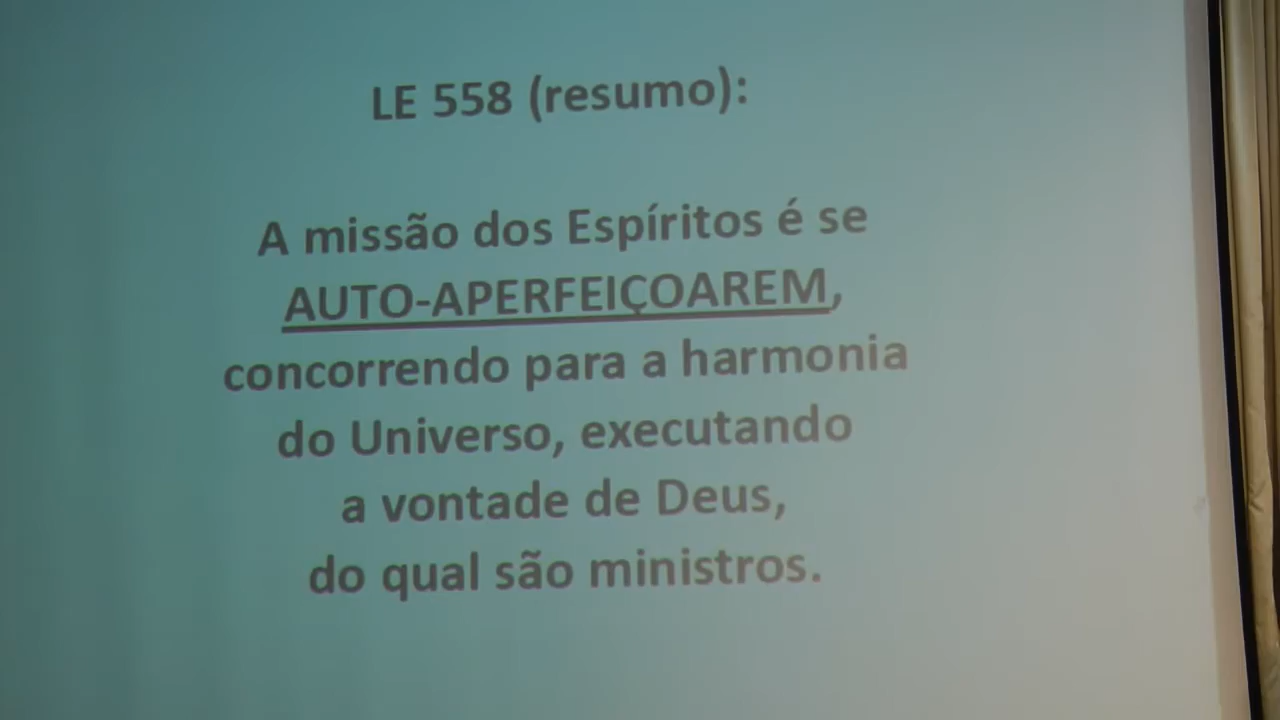 LE 558 (resumo):
A missão dos Espíritos é se
AUTO-APERFEIÇOAREM,
concorrendo para a harmonia
do Universo, executando
a vontade de Deus,
do qual são ministros.